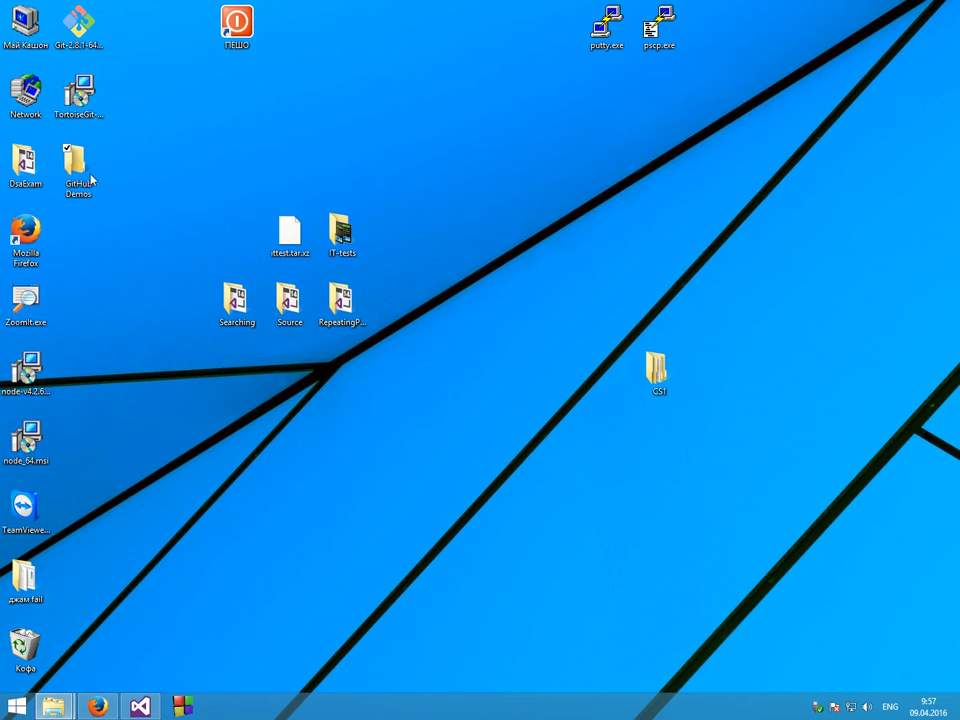 Май Кашон
Git-2.8.1-64...
ПЕШО
putty.exe
pscp.exe
Network
TortoiseGit-...
DsaExam
GitHub
Demos
Mozilla
Firefox
ittest.tar.xz
IT-tests
ZoomIt.exe
Searching
Source
RepeatingP...
node-v4.2.6...
CS1
node_64.msi
TeamViewe...
джам fail
Кофа
ENG
9:57
09.04.2016